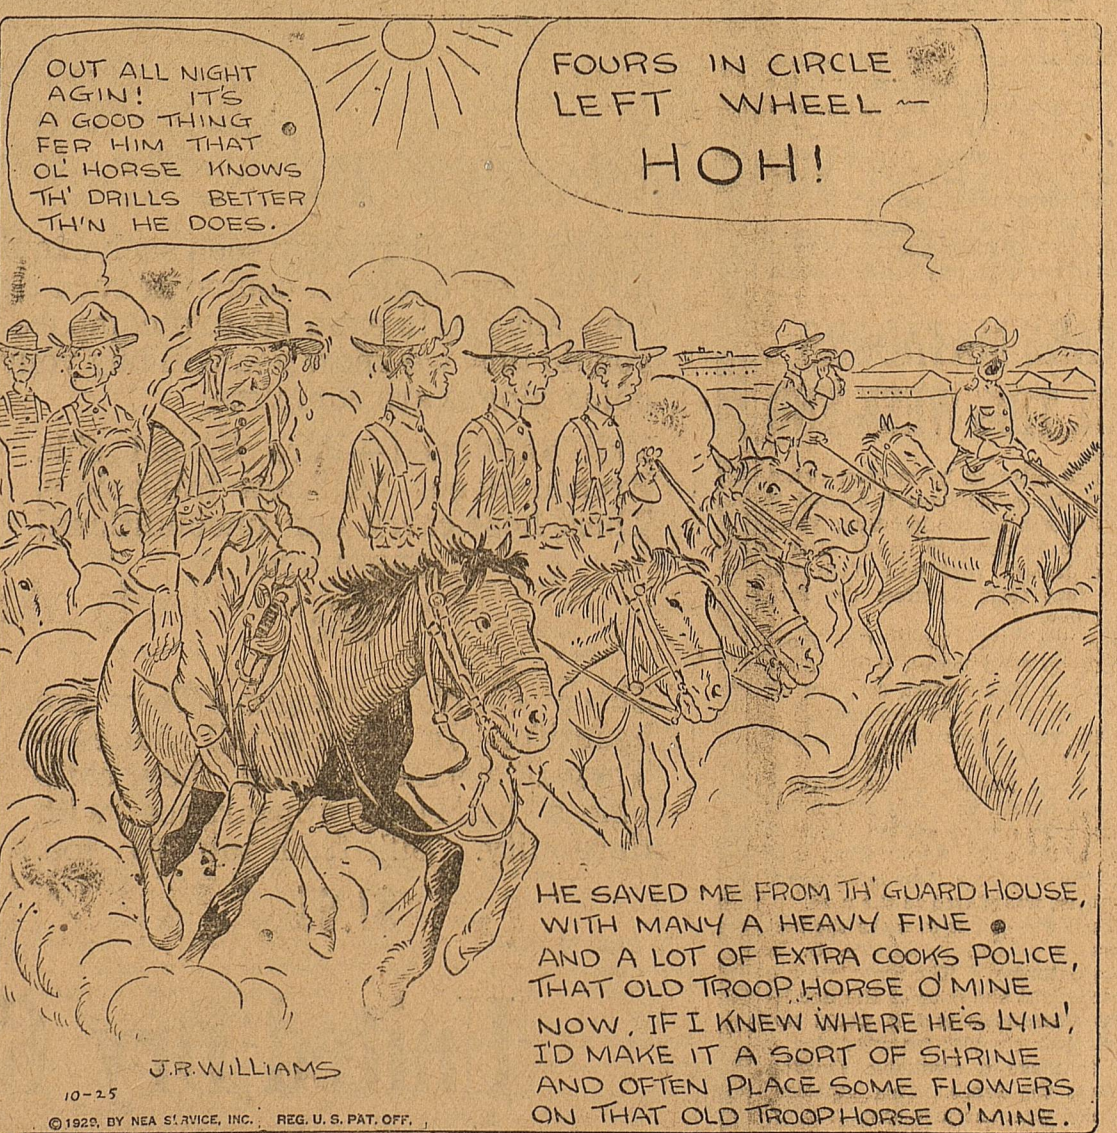 OUT ALL NIGHT
AGIN! IT'S
A GOOD THING
FER HIM THAT
OL' HORSE KNOWS
TH' DRILLS BETTER
TH'N HE DOES.
FOURS IN CIRCLE
LEFT WHEEL ~
HOH!
HE SAVED ME FROM TH' GUARD HOUSE,
WITH MANY A HEAVY FINE
AND A LOT OF EXTRA COOKS POLICE,
THAT OLD TROOP HORSE O' MINE
NOW, IF I KNEW WHERE HE'S LYIN',
I'D MAKE IT A SORT OF SHRINE
AND OFTEN PLACE SOME FLOWERS
ON THAT OLD TROOP HORSE O' MINE.
J.R. WILLIAMS
10-25
© 1929, BY NEA SERVICE, INC. REG. U. S. PAT. OFF.